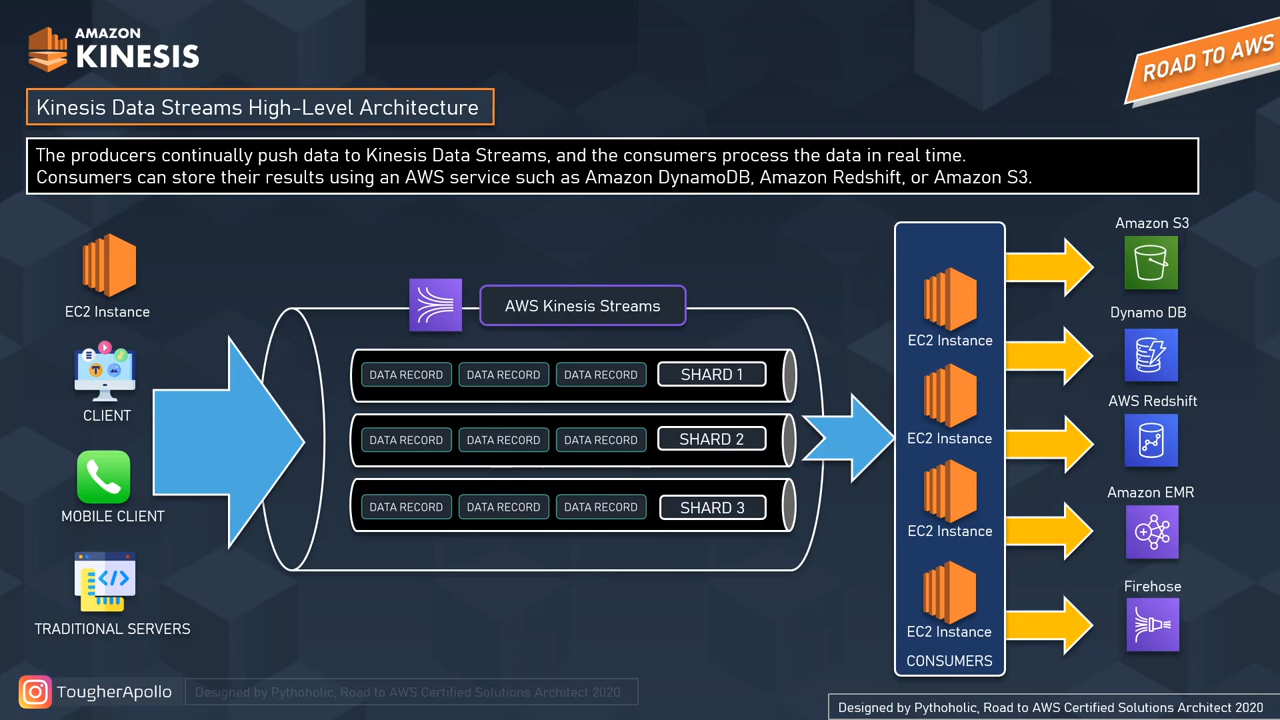 AMAZON
KINESIS
ROAD TO AWS
Kinesis Data Streams High-Level Architecture
The producers continually push data to Kinesis Data Streams, and the consumers process the data in real time.
Consumers can store their results using an AWS service such as Amazon DynamoDB, Amazon Redshift, or Amazon S3.
EC2 Instance
CLIENT
MOBILE CLIENT
TRADITIONAL SERVERS
AWS Kinesis Streams
DATA RECORD DATA RECORD DATA RECORD SHARD 1
DATA RECORD DATA RECORD DATA RECORD SHARD 2
DATA RECORD DATA RECORD DATA RECORD SHARD 3
EC2 Instance
EC2 Instance
EC2 Instance
EC2 Instance
CONSUMERS
Amazon S3
Dynamo DB
AWS Redshift
Amazon EMR
Firehose
TougherApollo
Designed by Pythoholic, Road to AWS Certified Solutions Architect 2020
Designed by Pythoholic, Road to AWS Certified Solutions Architect 2020